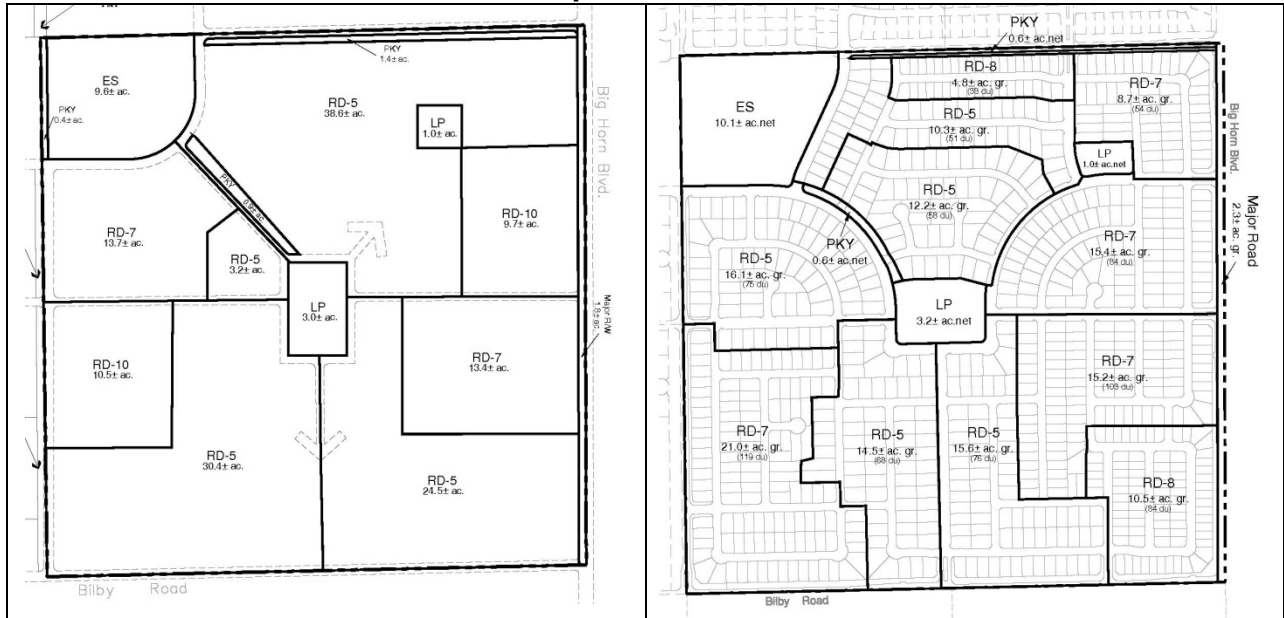 PKY
1.4± ac.
ES
9.6± ac.
PKY
0.4± ac.
RD-5
38.6± ac.
LP
1.0± ac.
Big Horn Blvd.
PKY 0.9± ac.
RD-7
13.7± ac.
RD-5
3.2± ac.
RD-10
9.7± ac.
LP
3.0± ac.
Major R/W
1.8± ac.
RD-10
10.5± ac.
RD-7
13.4± ac.
RD-5
30.4± ac.
RD-5
24.5± ac.
Bilby Road
PKY
0.6± ac.net
RD-8
4.8± ac. gr.
(38 du)
RD-7
8.7± ac. gr.
(54 du)
ES
10.1± ac.net
RD-5
10.3± ac. gr.
(51 du)
Big Horn Blvd.
LP
1.0± ac.net
Major Road
2.3± ac. gr.
RD-5
12.2± ac. gr.
(58 du)
PKY
0.6± ac.net
RD-7
15.4± ac. gr.
(84 du)
RD-5
16.1± ac. gr.
(75 du)
LP
3.2± ac.net
RD-7
15.2± ac. gr.
(103 du)
RD-7
21.0± ac. gr.
(119 du)
RD-5
14.5± ac. gr.
(68 du)
RD-5
15.6± ac. gr.
(76 du)
RD-8
10.5± ac. gr.
(84 du)
Bilby Road